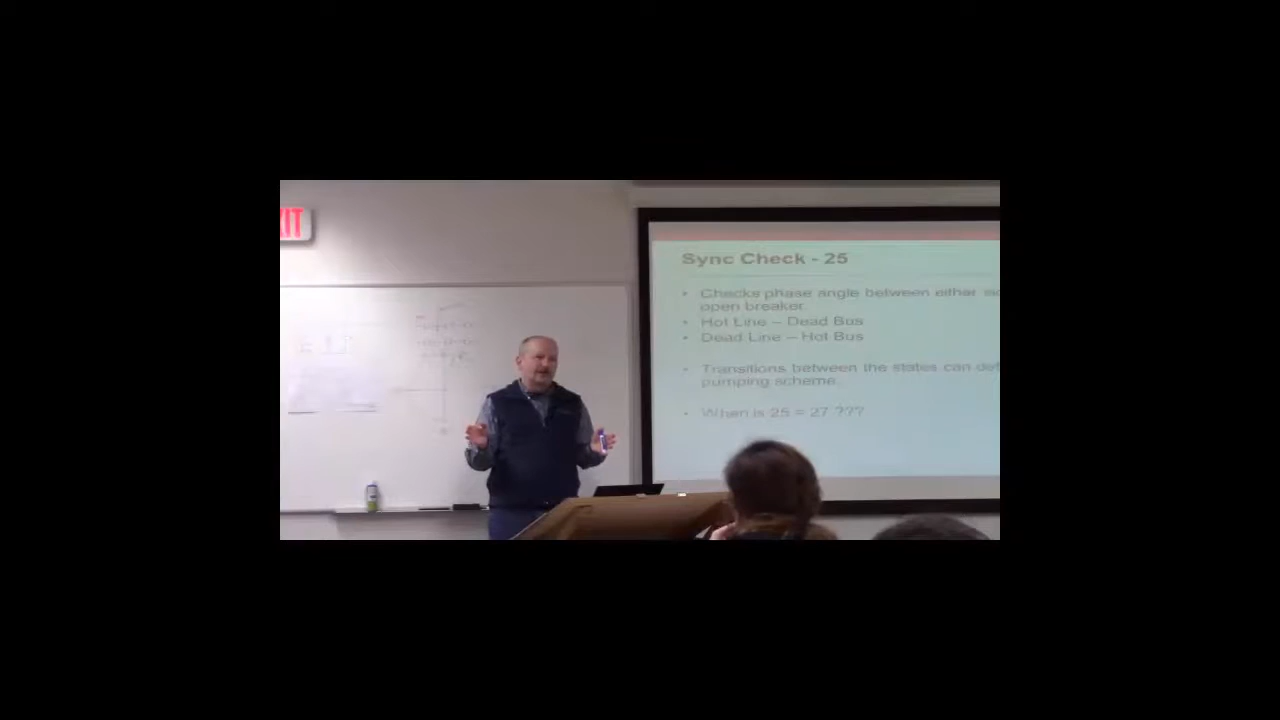 XIT
Sync Check - 25
• Checks phase angle between either
open breaker.
• Hot Line – Dead Bus
• Dead Line – Hot Bus
• Transitions between the states can
pumping scheme.
• When is 25 = 27 ???